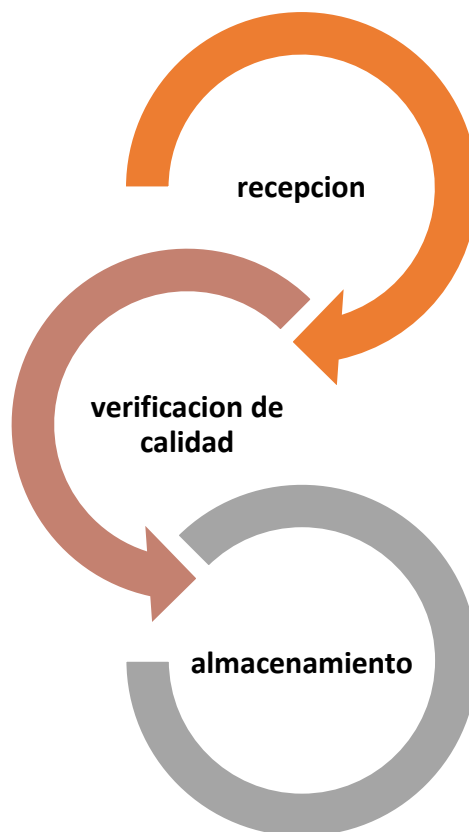 recepcion
verificacion de
calidad
almacenamiento